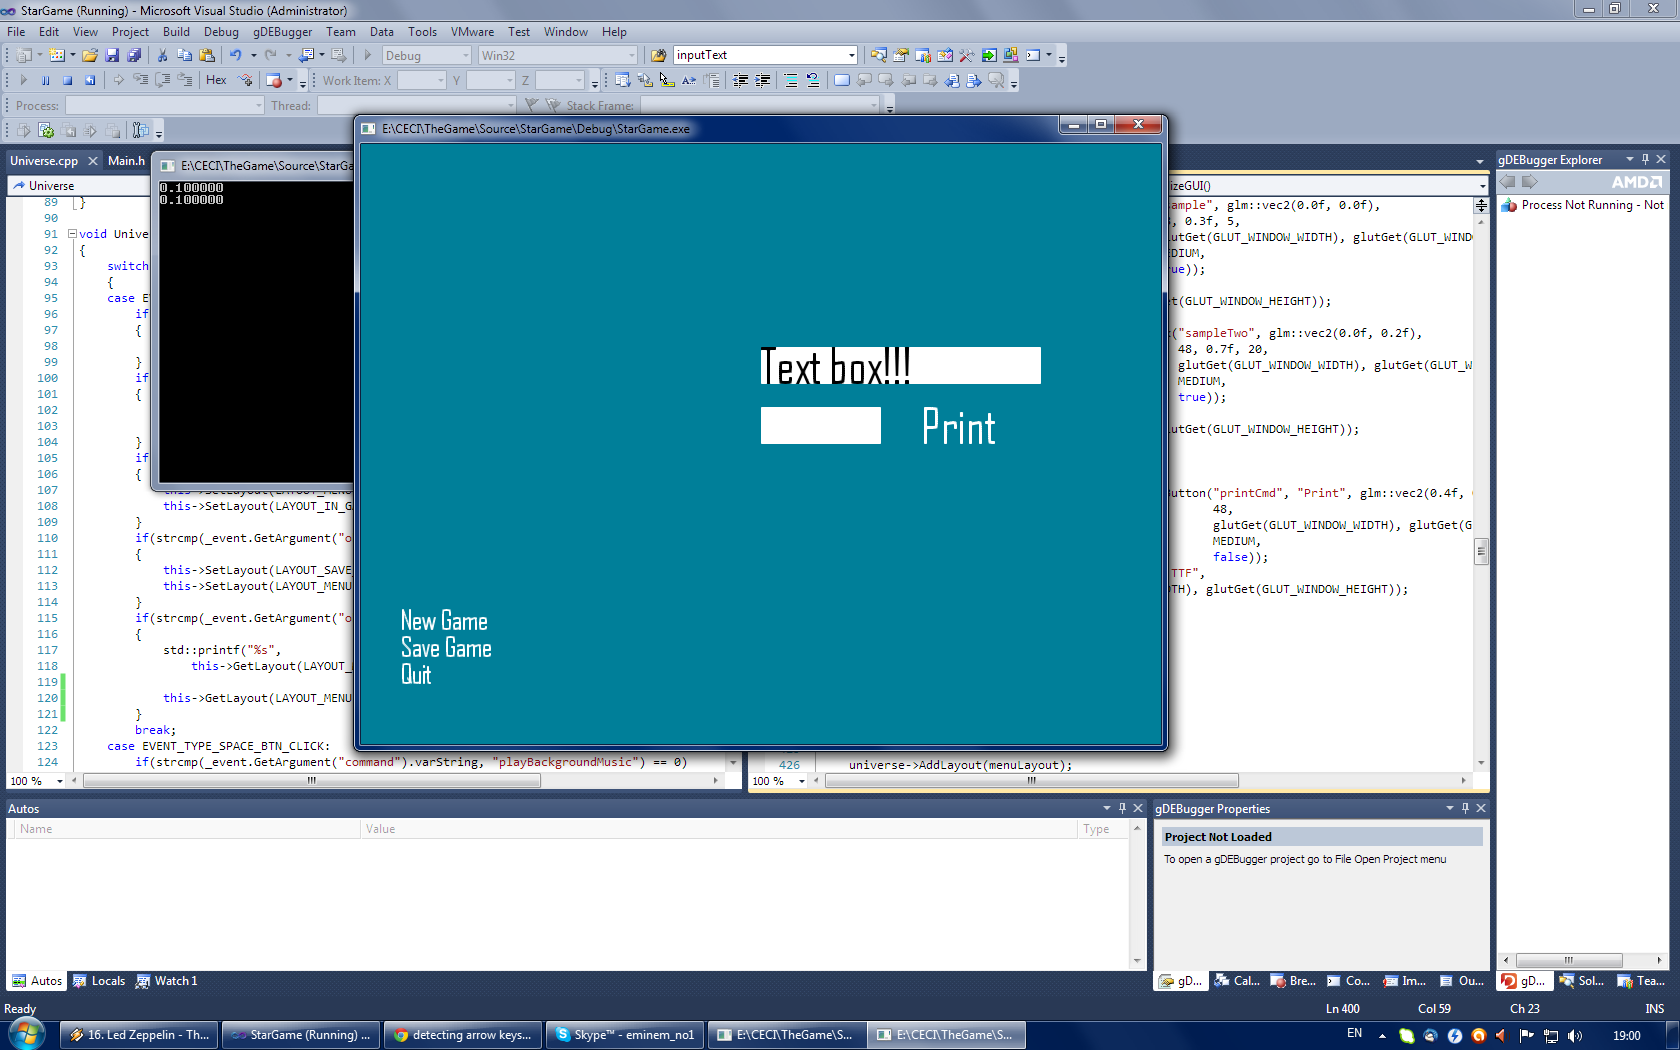 StarGame (Running) - Microsoft Visual Studio (Administrator)
File Edit View Project Build Debug gDEBugger Team Data Tools VMware Test Window Help
Debug Win32 inputText
Hex Work Item: X Y Z
Process: Thread: Stack Frame:
E:\CECI\TheGame\Source\StarGame\Debug\StarGame.exe
Universe.cpp Main.h
E:\CECI\TheGame\Source\StarGa
Universe
0.100000
0.100000
89 }
90
91 void Unive
92 {
93 switch
94 {
95 case E
96 if
97 {
98
99 }
100 if
101 {
102
103
104 }
105 if
106 {
107 this->SetLayout(LAYOUT_MENU
108 this->SetLayout(LAYOUT_IN_G
109 }
110 if(strcmp(_event.GetArgument("o
111 {
112 this->SetLayout(LAYOUT_SAVE
113 this->SetLayout(LAYOUT_MENU
114 }
115 if(strcmp(_event.GetArgument("o
116 {
117 std::printf("%s",
118 this->GetLayout(LAYOUT_
119
120 this->GetLayout(LAYOUT_MENU
121 }
122 break;
123 case EVENT_TYPE_SPACE_BTN_CLICK:
124 if(strcmp(_event.GetArgument("command").varString, "playBackgroundMusic") == 0)
100 %
Text box!!!
Print
New Game
Save Game
Quit
izeGUI()
ample", glm::vec2(0.0f, 0.0f),
, 0.3f, 5,
utGet(GLUT_WINDOW_WIDTH), glutGet(GLUT_WIND
DIUM,
ue));
t(GLUT_WINDOW_HEIGHT));
("sampleTwo", glm::vec2(0.0f, 0.2f),
48, 0.7f, 20,
glutGet(GLUT_WINDOW_WIDTH), glutGet(GLUT_W
MEDIUM,
true));
utGet(GLUT_WINDOW_HEIGHT));
utton("printCmd", "Print", glm::vec2(0.4f,
48,
glutGet(GLUT_WINDOW_WIDTH), glutGet(G
MEDIUM,
false));
TTF",
TH), glutGet(GLUT_WINDOW_HEIGHT));
426 universe->AddLayout(menuLayout);
100 %
gDEBugger Explorer
AMD
Process Not Running - Not
Autos
Name Value Type
gDEBugger Properties
Project Not Loaded
To open a gDEBugger project go to File Open Project menu
Autos Locals Watch 1
gD... Cal... Bre... Co... Im... Ou...
gD... Sol... Tea...
Ready Ln 400 Col 59 Ch 23 INS
16. Led Zeppelin - Th... StarGame (Running) ... detecting arrow keys... Skype™ - eminem_no1 E:\CECI\TheGame\S... E:\CECI\TheGame\S... EN 19:00